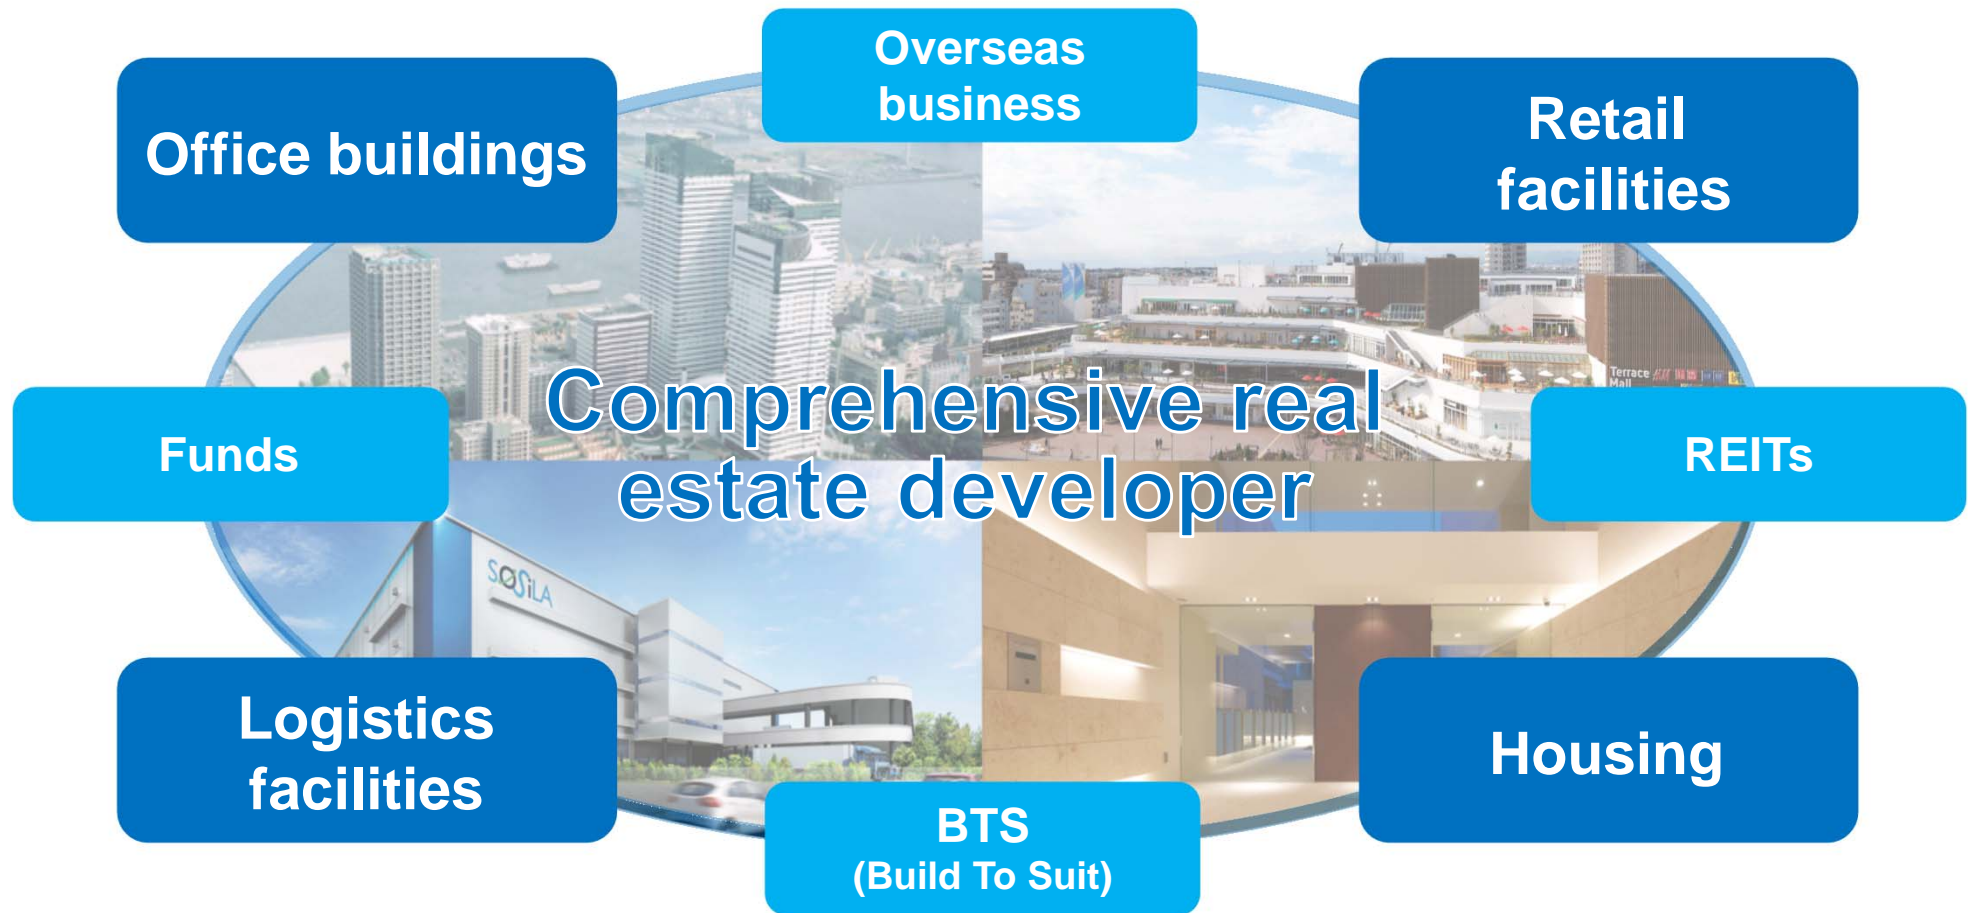 Overseas
business
Office buildings
Retail
facilities
Terrace
Mall
Comprehensive real
estate developer
Funds
REITs
SOSiLA
Logistics
facilities
Housing
BTS
(Build To Suit)